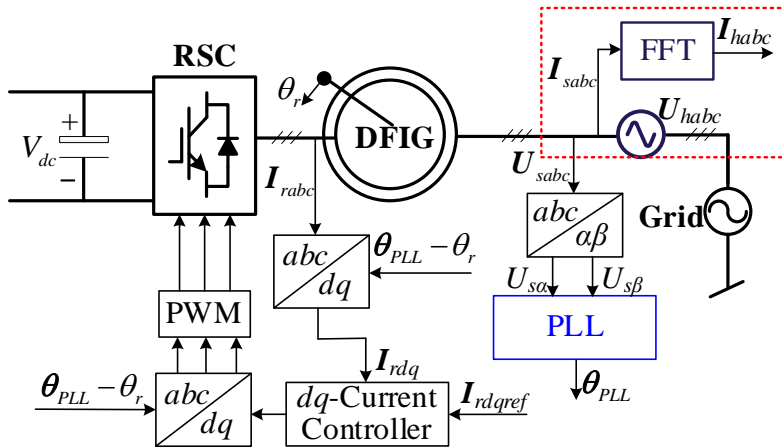 RSC
FFT
I_habc
I_sabc
U_habc
θ_r
DFIG
V_dc
+
−
I_rabc
U_sabc
Grid
abc
αβ
abc
dq
θ_PLL − θ_r
U_sα
U_sβ
PWM
PLL
I_rdq
θ_PLL
θ_PLL − θ_r
abc
dq
dq-Current
Controller
I_rdqref